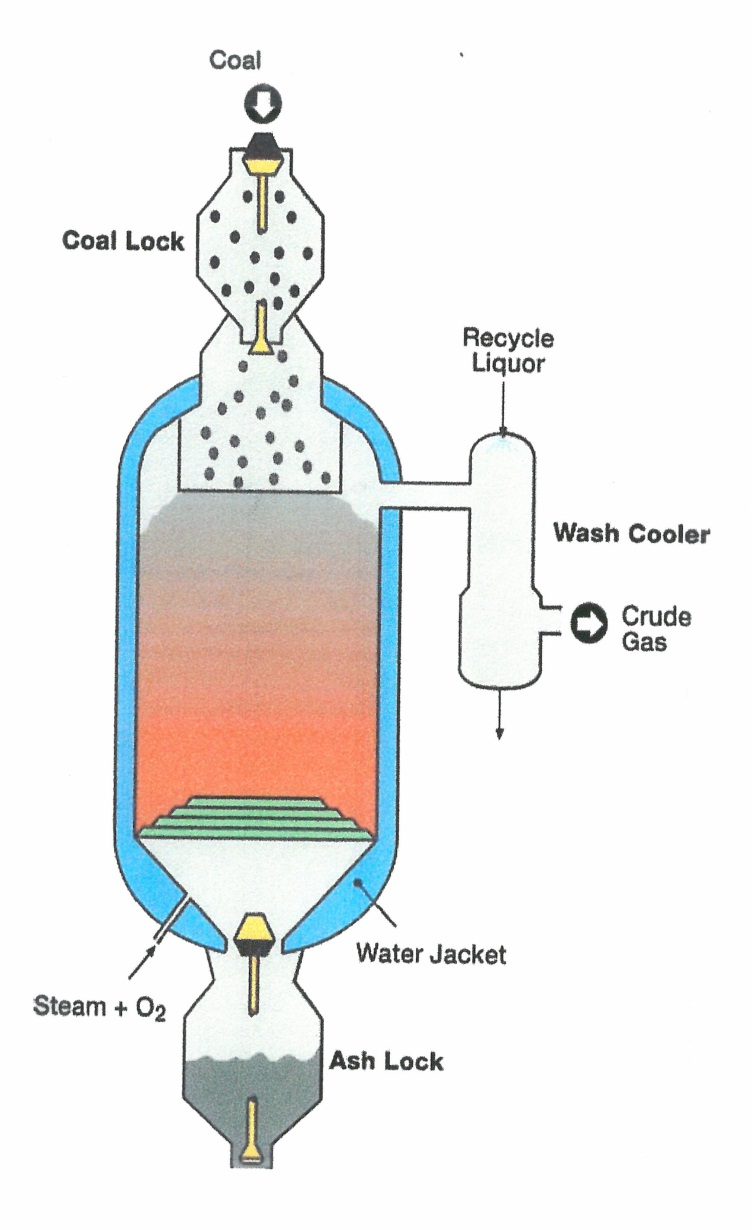 Coal
Coal Lock
Recycle
Liquor
Wash Cooler
Crude
Gas
Water Jacket
Steam + O₂
Ash Lock